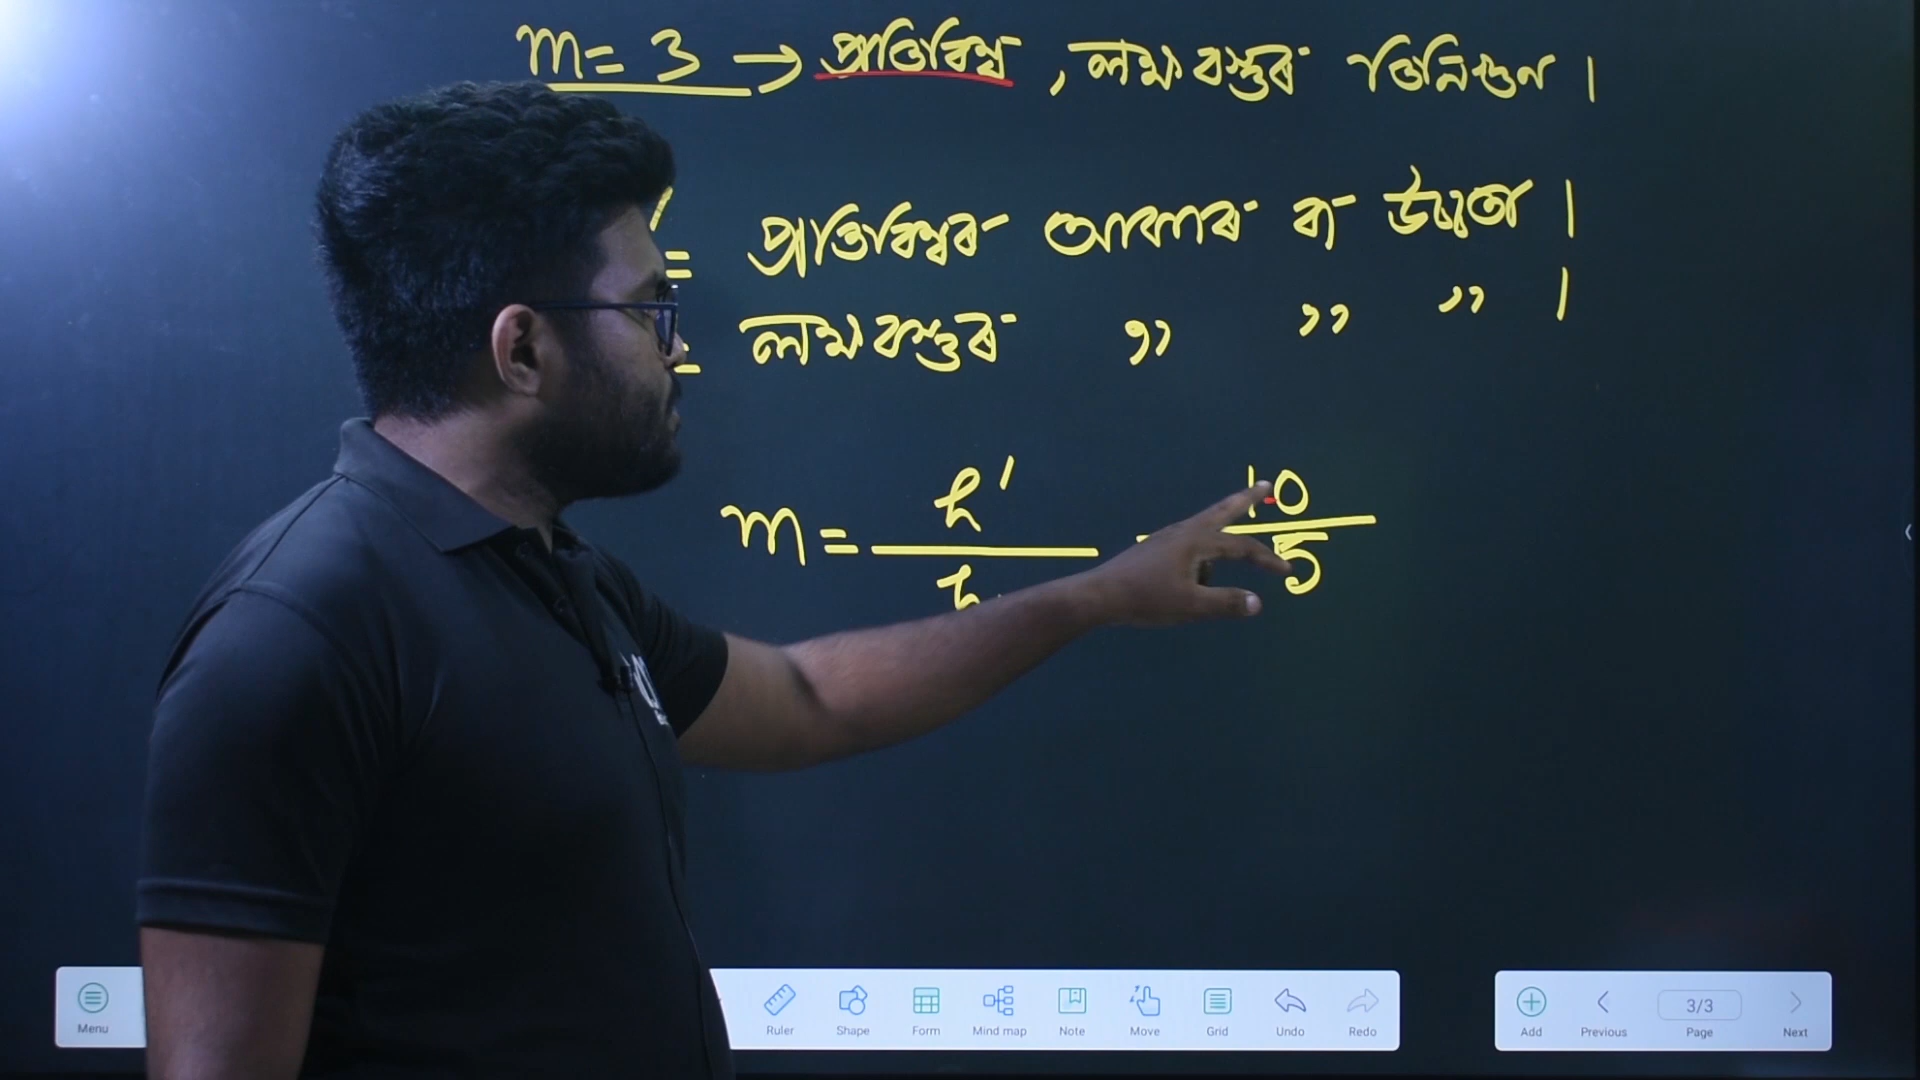 m = 3 → প্ৰতিবিম্ব, লক্ষ্যবস্তুৰ তিনিগুণ।
′ = প্ৰতিবিম্বৰ আকাৰ বা উচ্চতা।
= লক্ষ্যবস্তুৰ ,, ,, ,, ।
m = h′ / h = 10 / 5
Menu Ruler Shape Form Mind map Note Move Grid Undo Redo Add Previous 3/3 Page Next